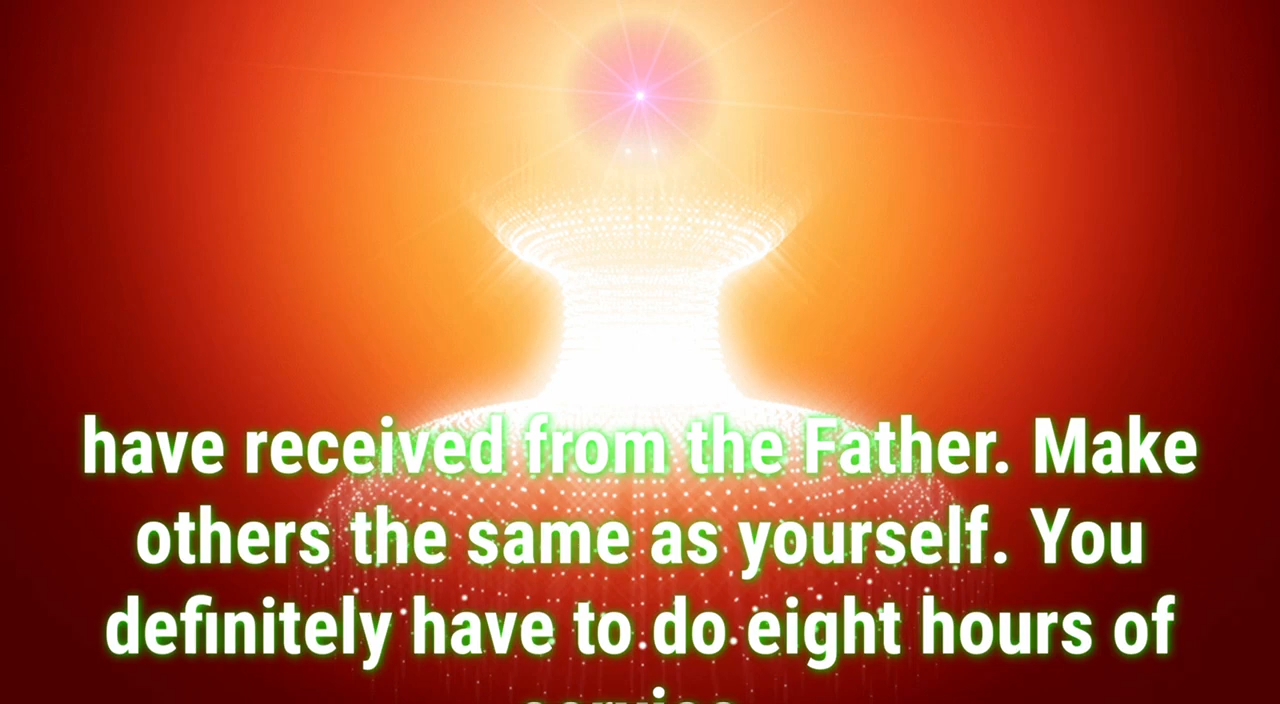 have received from the Father. Make
others the same as yourself. You
definitely have to do eight hours of